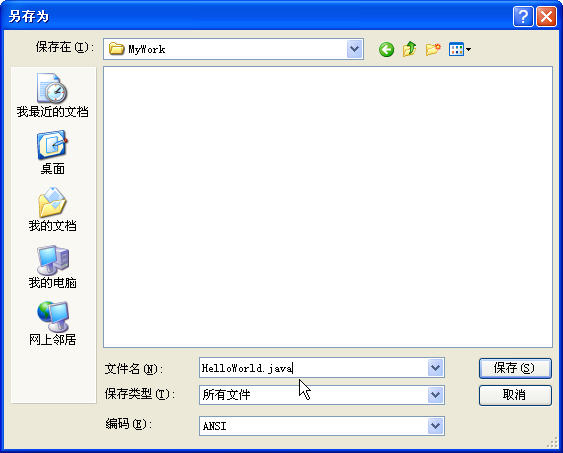 另存为
保存在(I):
MyWork
我最近的文档
桌面
我的文档
我的电脑
网上邻居
文件名(N):
HelloWorld.java
保存(S)
保存类型(T):
所有文件
取消
编码(E):
ANSI